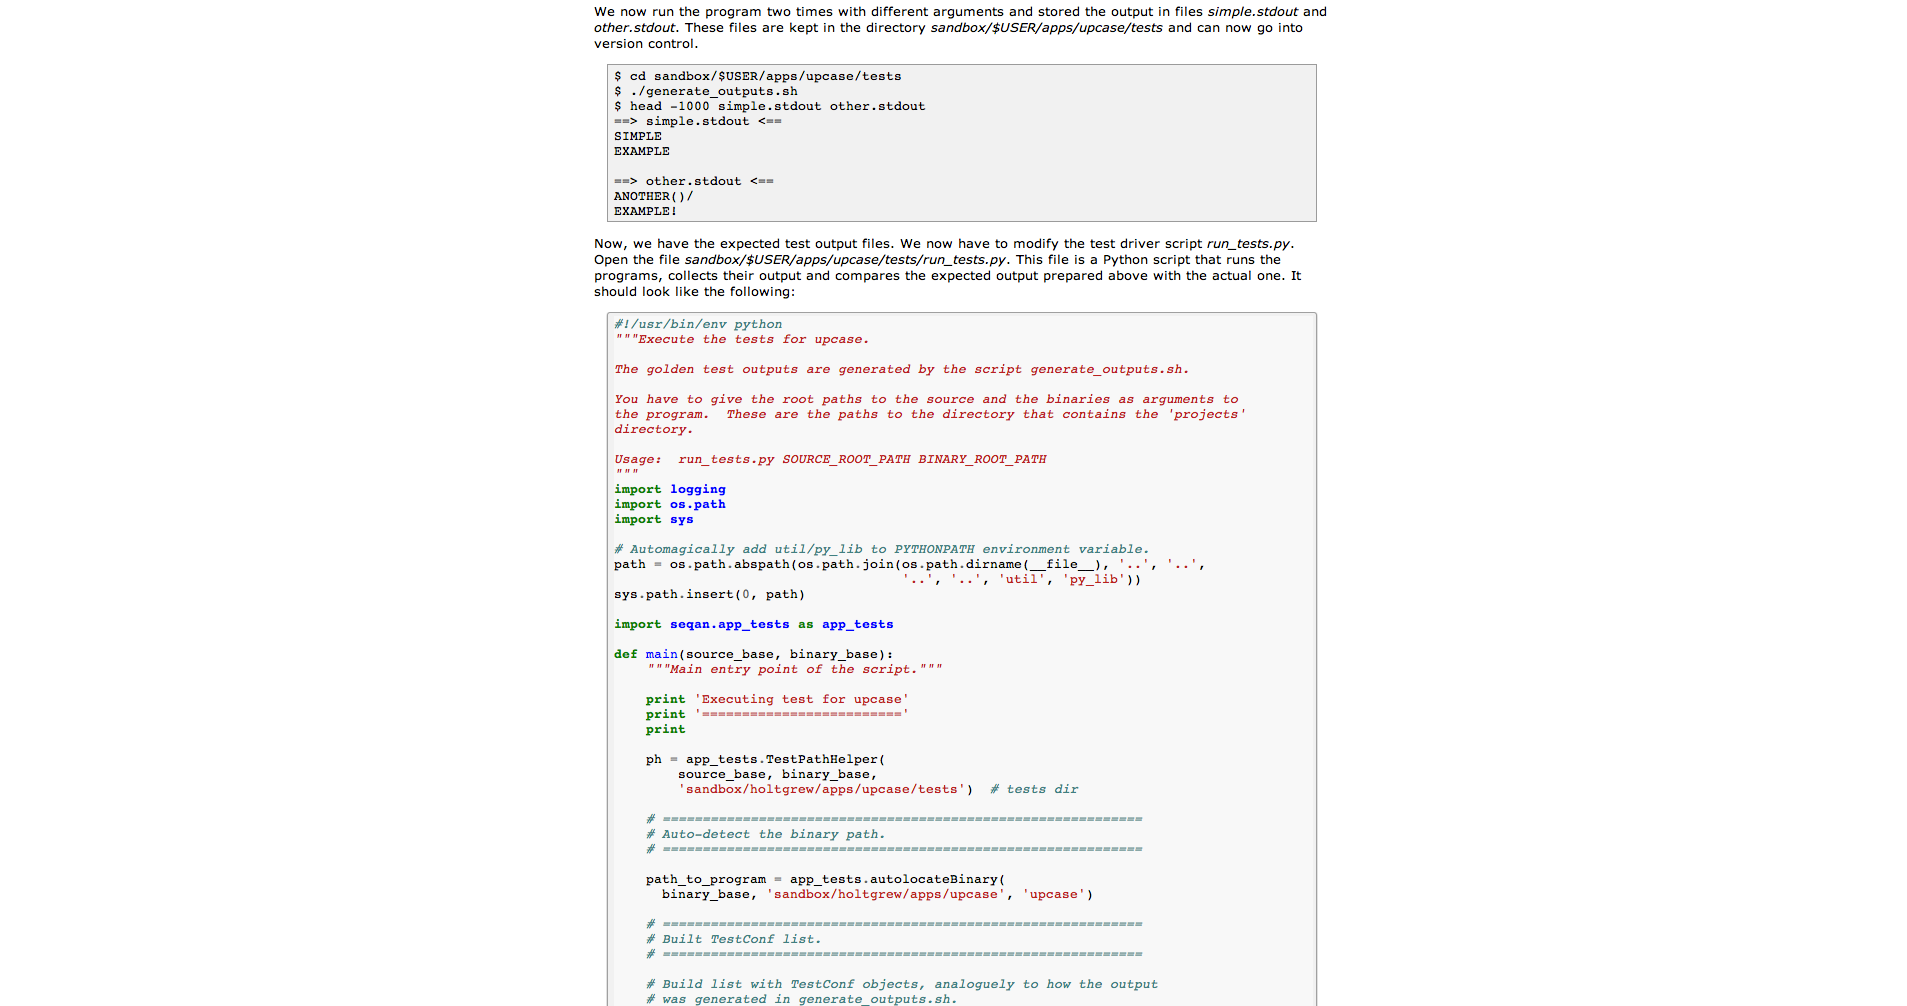 We now run the program two times with different arguments and stored the output in files simple.stdout and
other.stdout. These files are kept in the directory sandbox/$USER/apps/upcase/tests and can now go into
version control.
$ cd sandbox/$USER/apps/upcase/tests
$ ./generate_outputs.sh
$ head -1000 simple.stdout other.stdout
==> simple.stdout <==
SIMPLE
EXAMPLE

==> other.stdout <==
ANOTHER()/
EXAMPLE!
Now, we have the expected test output files. We now have to modify the test driver script run_tests.py.
Open the file sandbox/$USER/apps/upcase/tests/run_tests.py. This file is a Python script that runs the
programs, collects their output and compares the expected output prepared above with the actual one. It
should look like the following:
#!/usr/bin/env python
"""Execute the tests for upcase.

The golden test outputs are generated by the script generate_outputs.sh.

You have to give the root paths to the source and the binaries as arguments to
the program.  These are the paths to the directory that contains the 'projects'
directory.

Usage:  run_tests.py SOURCE_ROOT_PATH BINARY_ROOT_PATH
"""
import logging
import os.path
import sys

# Automagically add util/py_lib to PYTHONPATH environment variable.
path = os.path.abspath(os.path.join(os.path.dirname(__file__), '..', '..',
                                    '..', '..', 'util', 'py_lib'))
sys.path.insert(0, path)

import seqan.app_tests as app_tests

def main(source_base, binary_base):
    """Main entry point of the script."""

    print 'Executing test for upcase'
    print '========================='
    print

    ph = app_tests.TestPathHelper(
        source_base, binary_base,
        'sandbox/holtgrew/apps/upcase/tests')  # tests dir

    # ============================================================
    # Auto-detect the binary path.
    # ============================================================

    path_to_program = app_tests.autolocateBinary(
      binary_base, 'sandbox/holtgrew/apps/upcase', 'upcase')

    # ============================================================
    # Built TestConf list.
    # ============================================================

    # Build list with TestConf objects, analoguely to how the output
    # was generated in generate_outputs.sh.